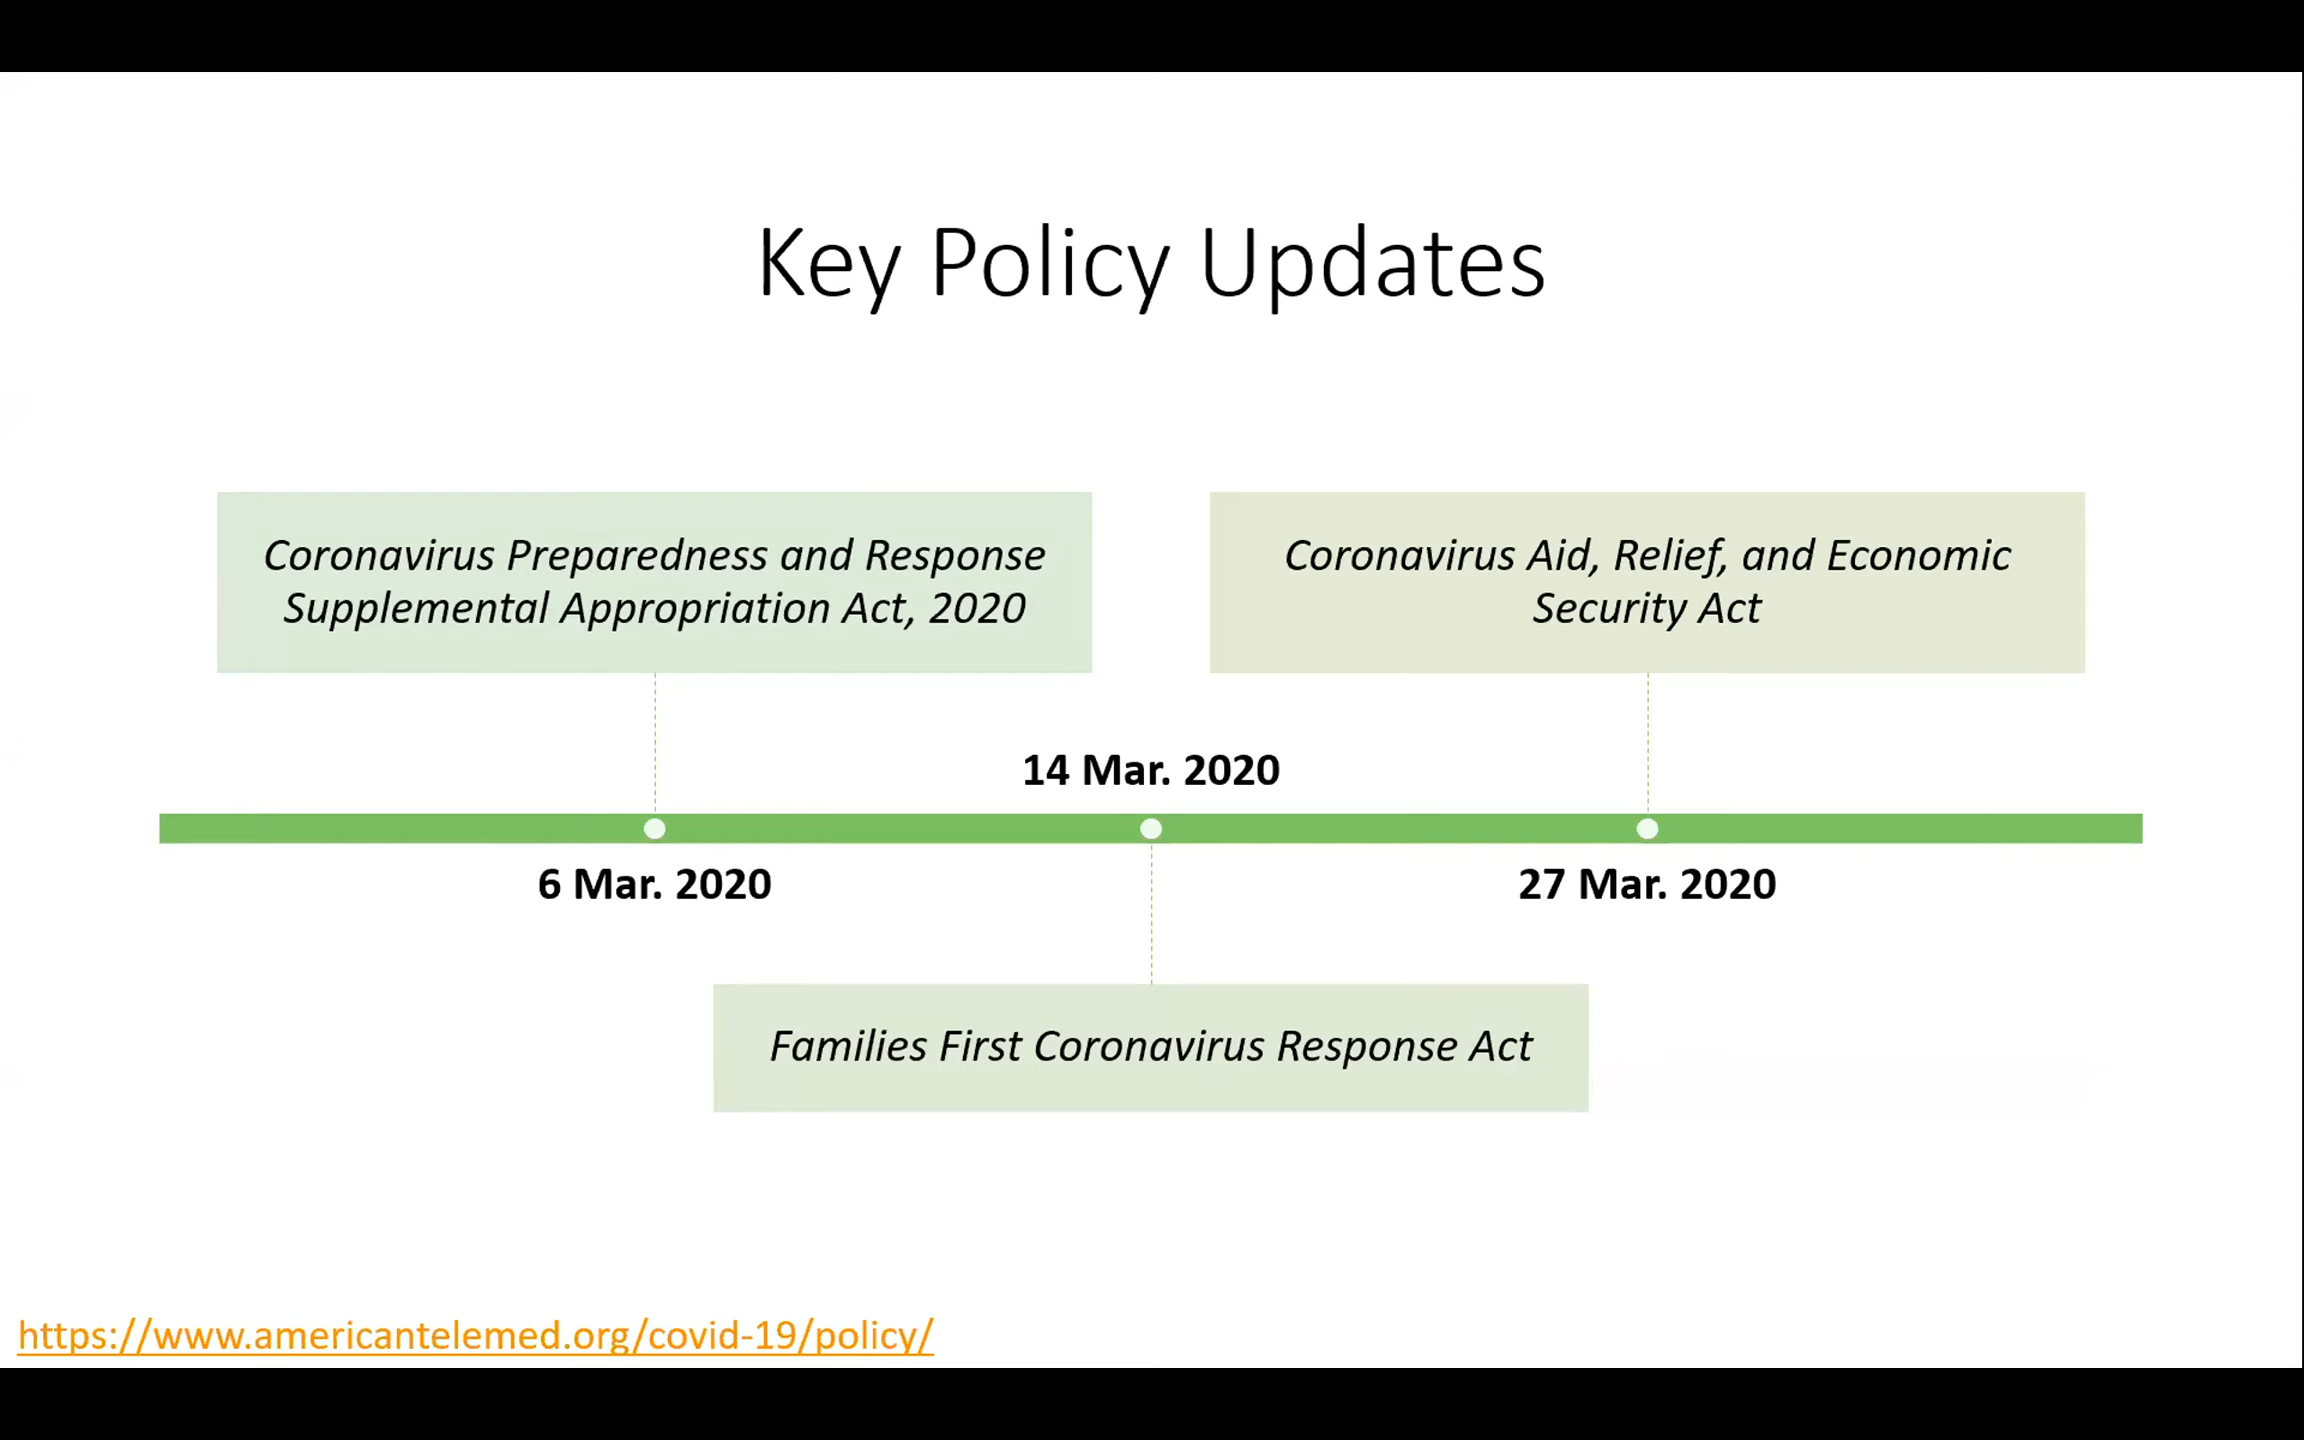 Key Policy Updates
Coronavirus Preparedness and Response
Supplemental Appropriation Act, 2020
Coronavirus Aid, Relief, and Economic
Security Act
14 Mar. 2020
6 Mar. 2020
27 Mar. 2020
Families First Coronavirus Response Act
https://www.americantelemed.org/covid-19/policy/